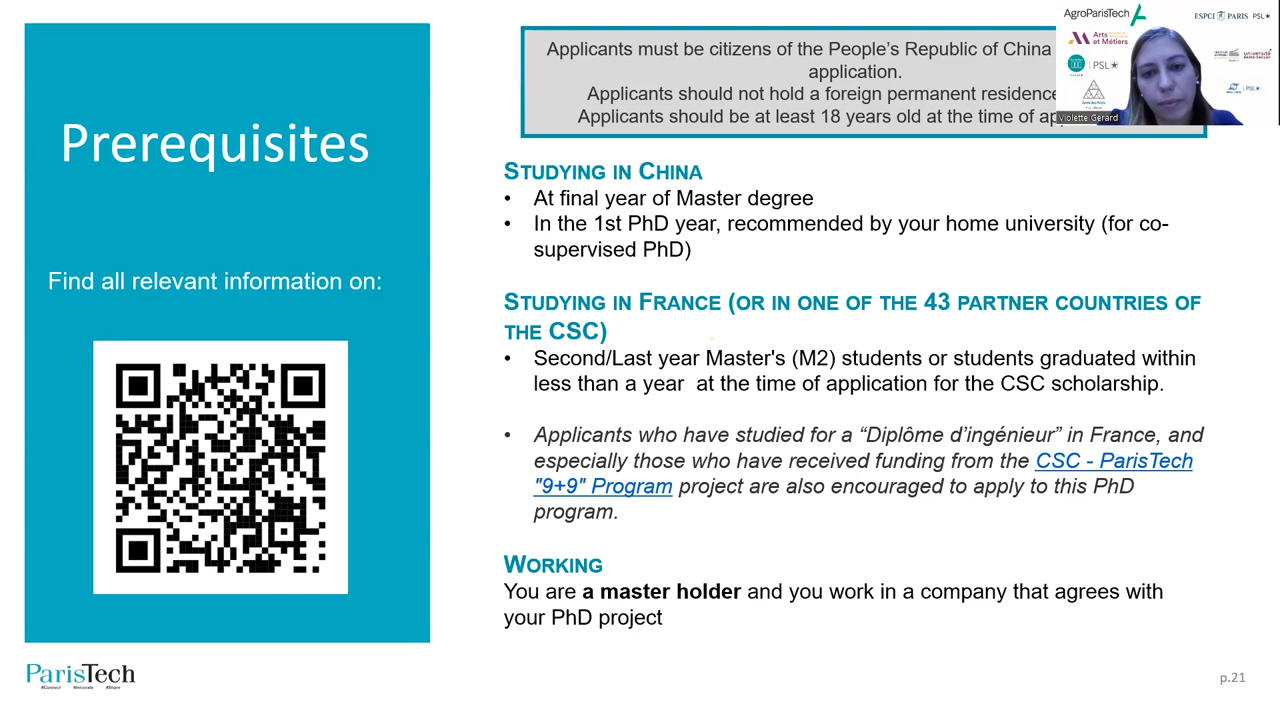 Prerequisites
Find all relevant information on:
Applicants must be citizens of the People’s Republic of China
application.
Applicants should not hold a foreign permanent residence
Applicants should be at least 18 years old at the time of
STUDYING IN CHINA
• At final year of Master degree
• In the 1st PhD year, recommended by your home university (for co-
supervised PhD)
STUDYING IN FRANCE (OR IN ONE OF THE 43 PARTNER COUNTRIES OF
THE CSC)
• Second/Last year Master's (M2) students or students graduated within
less than a year at the time of application for the CSC scholarship.
• Applicants who have studied for a “Diplôme d’ingénieur” in France, and
especially those who have received funding from the CSC - ParisTech
"9+9" Program project are also encouraged to apply to this PhD
program.
WORKING
You are a master holder and you work in a company that agrees with
your PhD project
ParisTech
#Connect #Innovate #Share
p.21
AgroParisTech
ESPCI PARIS PSL
Arts
et Métiers
PSL
PSL
Violette Gerard